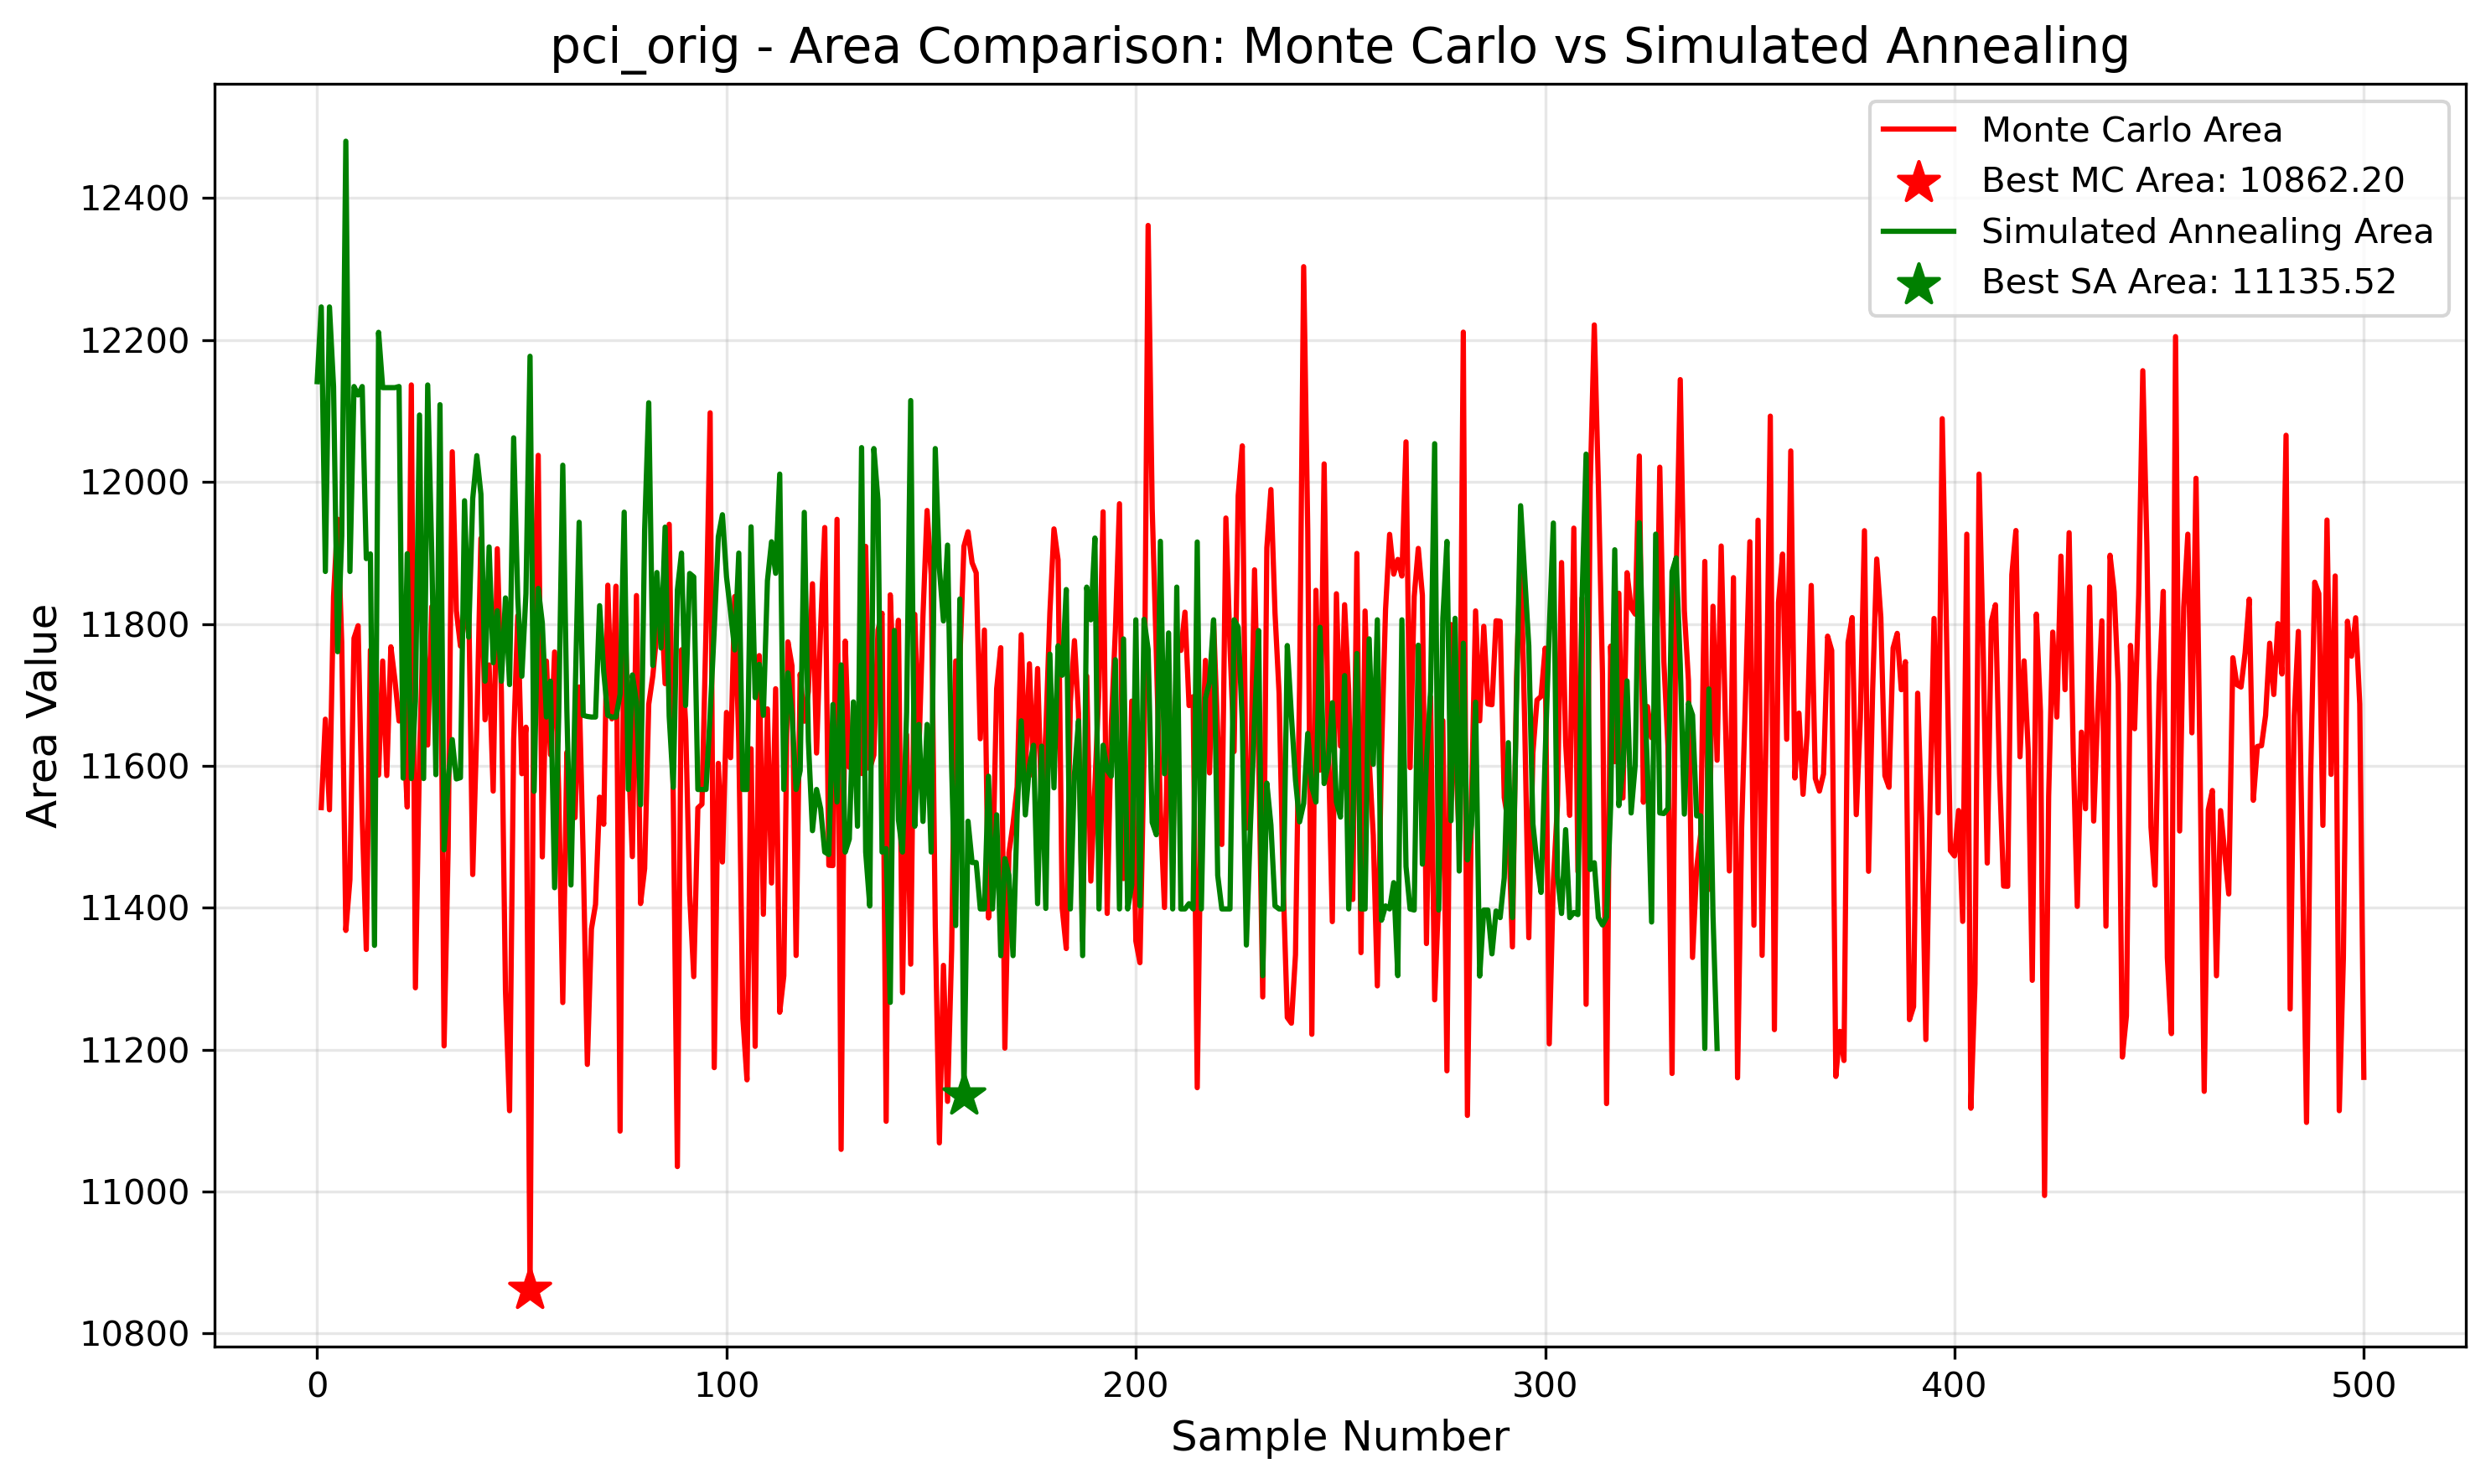 pci_orig - Area Comparison: Monte Carlo vs Simulated Annealing
Monte Carlo Area
Best MC Area: 10862.20
Simulated Annealing Area
Best SA Area: 11135.52
Area Value
12400
12200
12000
11800
11600
11400
11200
11000
10800
0 100 200 300 400 500
Sample Number